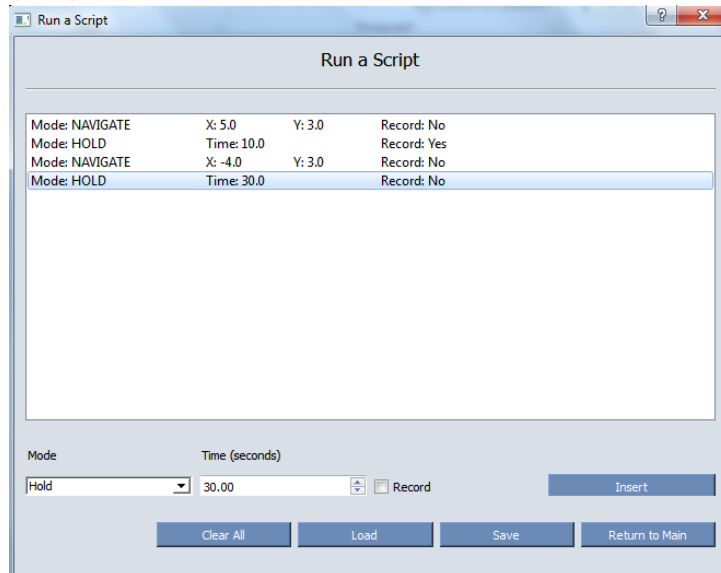 Run a Script
Run a Script
Mode: NAVIGATE X: 5.0 Y: 3.0 Record: No
Mode: HOLD Time: 10.0 Record: Yes
Mode: NAVIGATE X: -4.0 Y: 3.0 Record: No
Mode: HOLD Time: 30.0 Record: No
Mode Time (seconds)
Hold 30.00 Record Insert
Clear All Load Save Return to Main